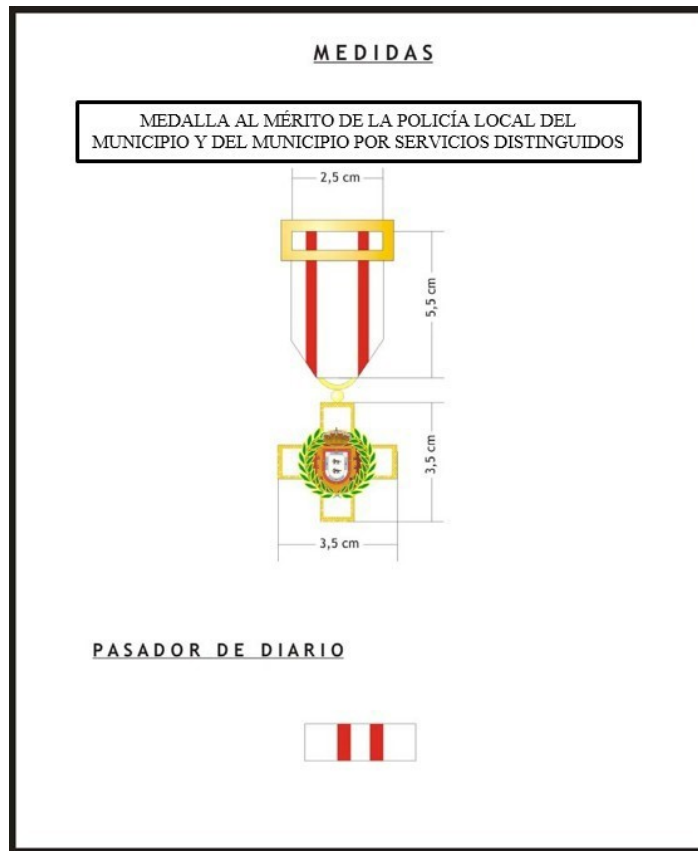 MEDIDAS
MEDALLA AL MÉRITO DE LA POLICÍA LOCAL DEL
MUNICIPIO Y DEL MUNICIPIO POR SERVICIOS DISTINGUIDOS
2,5 cm
5,5 cm
3,5 cm
3,5 cm
PASADOR DE DIARIO